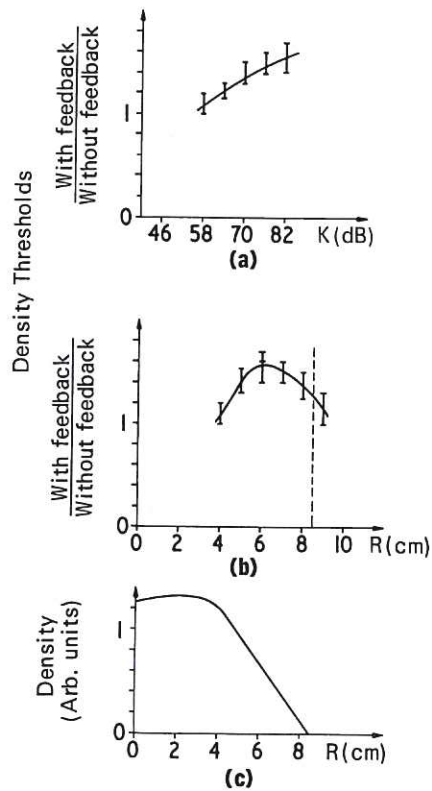 Density Thresholds
With feedback
Without feedback
1
0
46 58 70 82 K(dB)
(a)
With feedback
Without feedback
1
0
0 2 4 6 8 10 R(cm)
(b)
Density
(Arb. units)
1
0
0 2 4 6 8 R(cm)
(c)